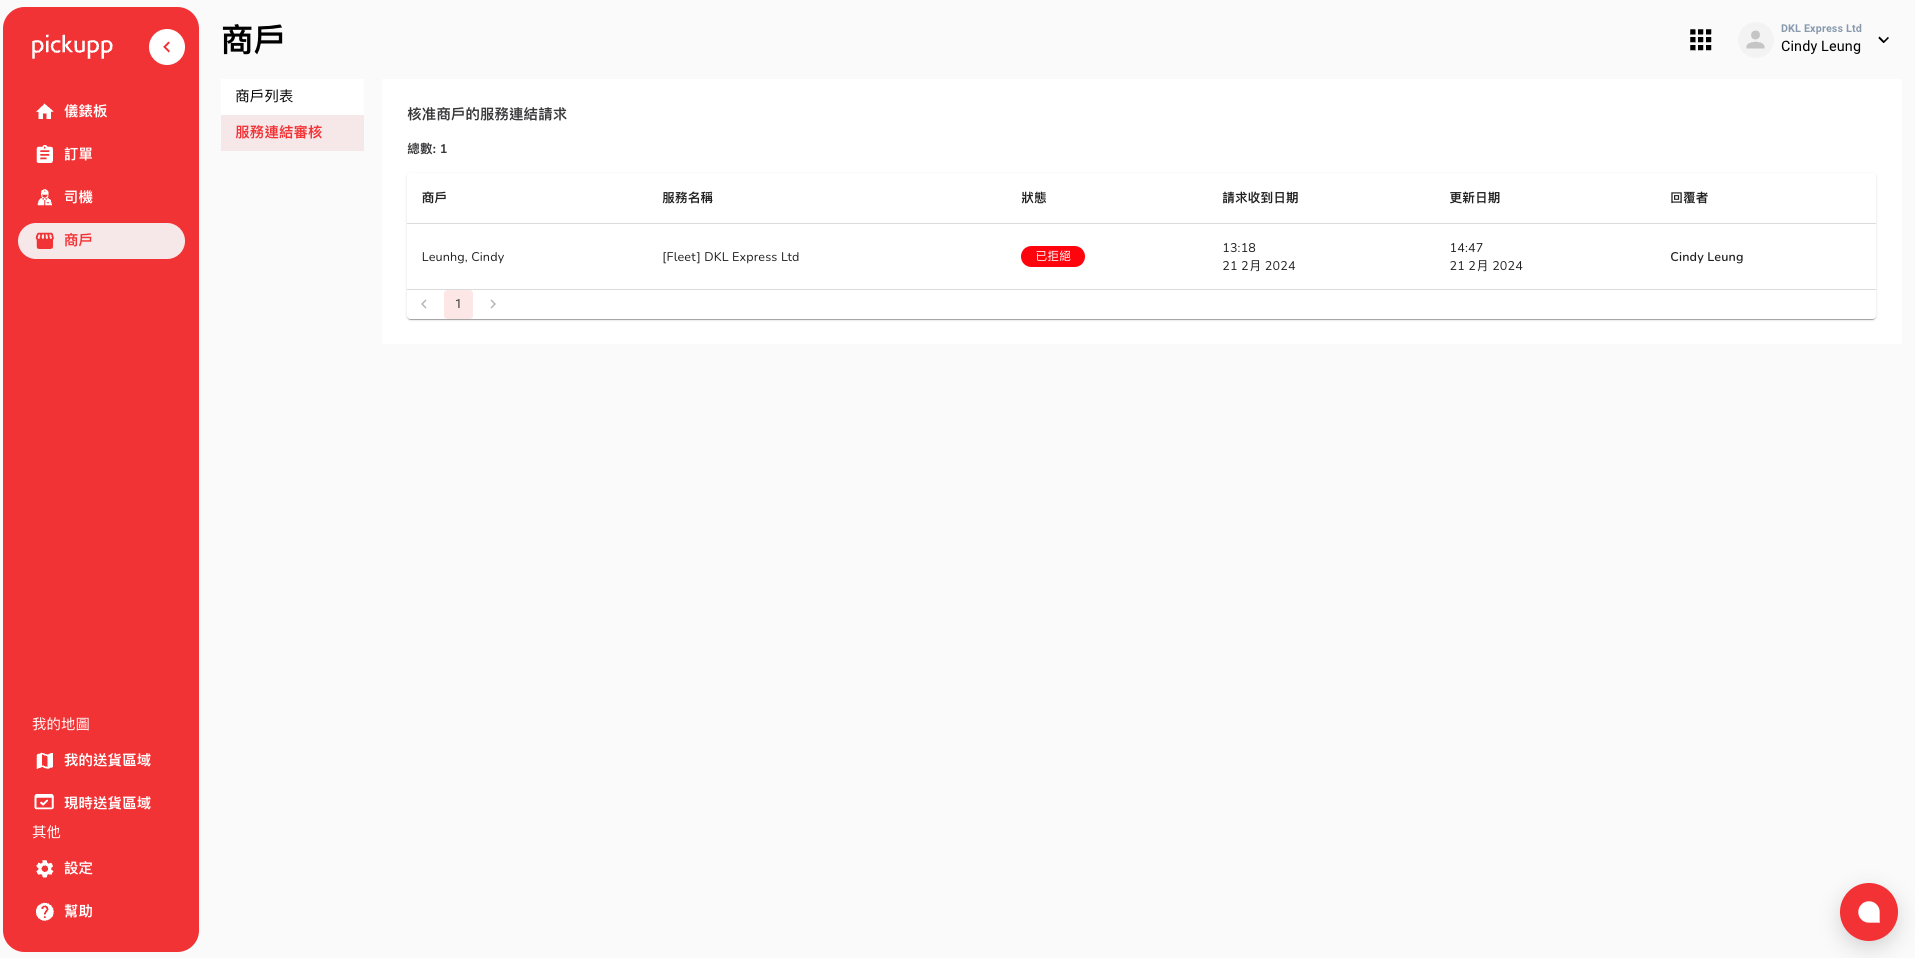 pickupp
儀錶板
訂單
司機
商戶
我的地圖
我的送貨區域
現時送貨區域
其他
設定
幫助
商戶
DKL Express Ltd
Cindy Leung
商戶列表
服務連結審核
核准商戶的服務連結請求
總數: 1
商戶 服務名稱 狀態 請求收到日期 更新日期 回覆者
Leunhg, Cindy [Fleet] DKL Express Ltd 已拒絕 13:18 14:47 Cindy Leung
21 2月 2024 21 2月 2024
1